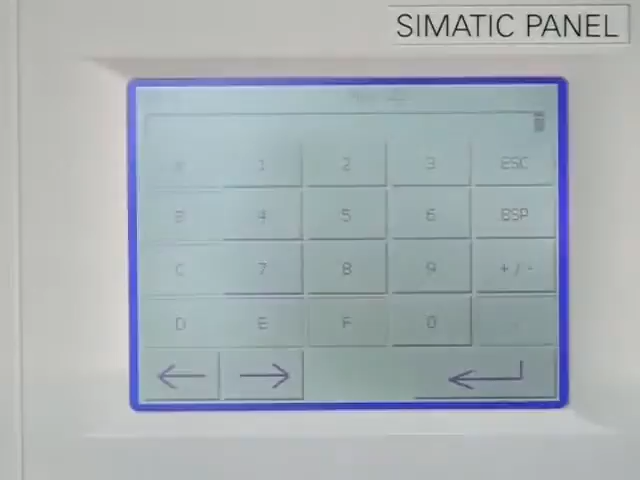 SIMATIC PANEL
1 2 3 ESC
B 4 5 6 BSP
C 7 8 9 +/-
D E F 0